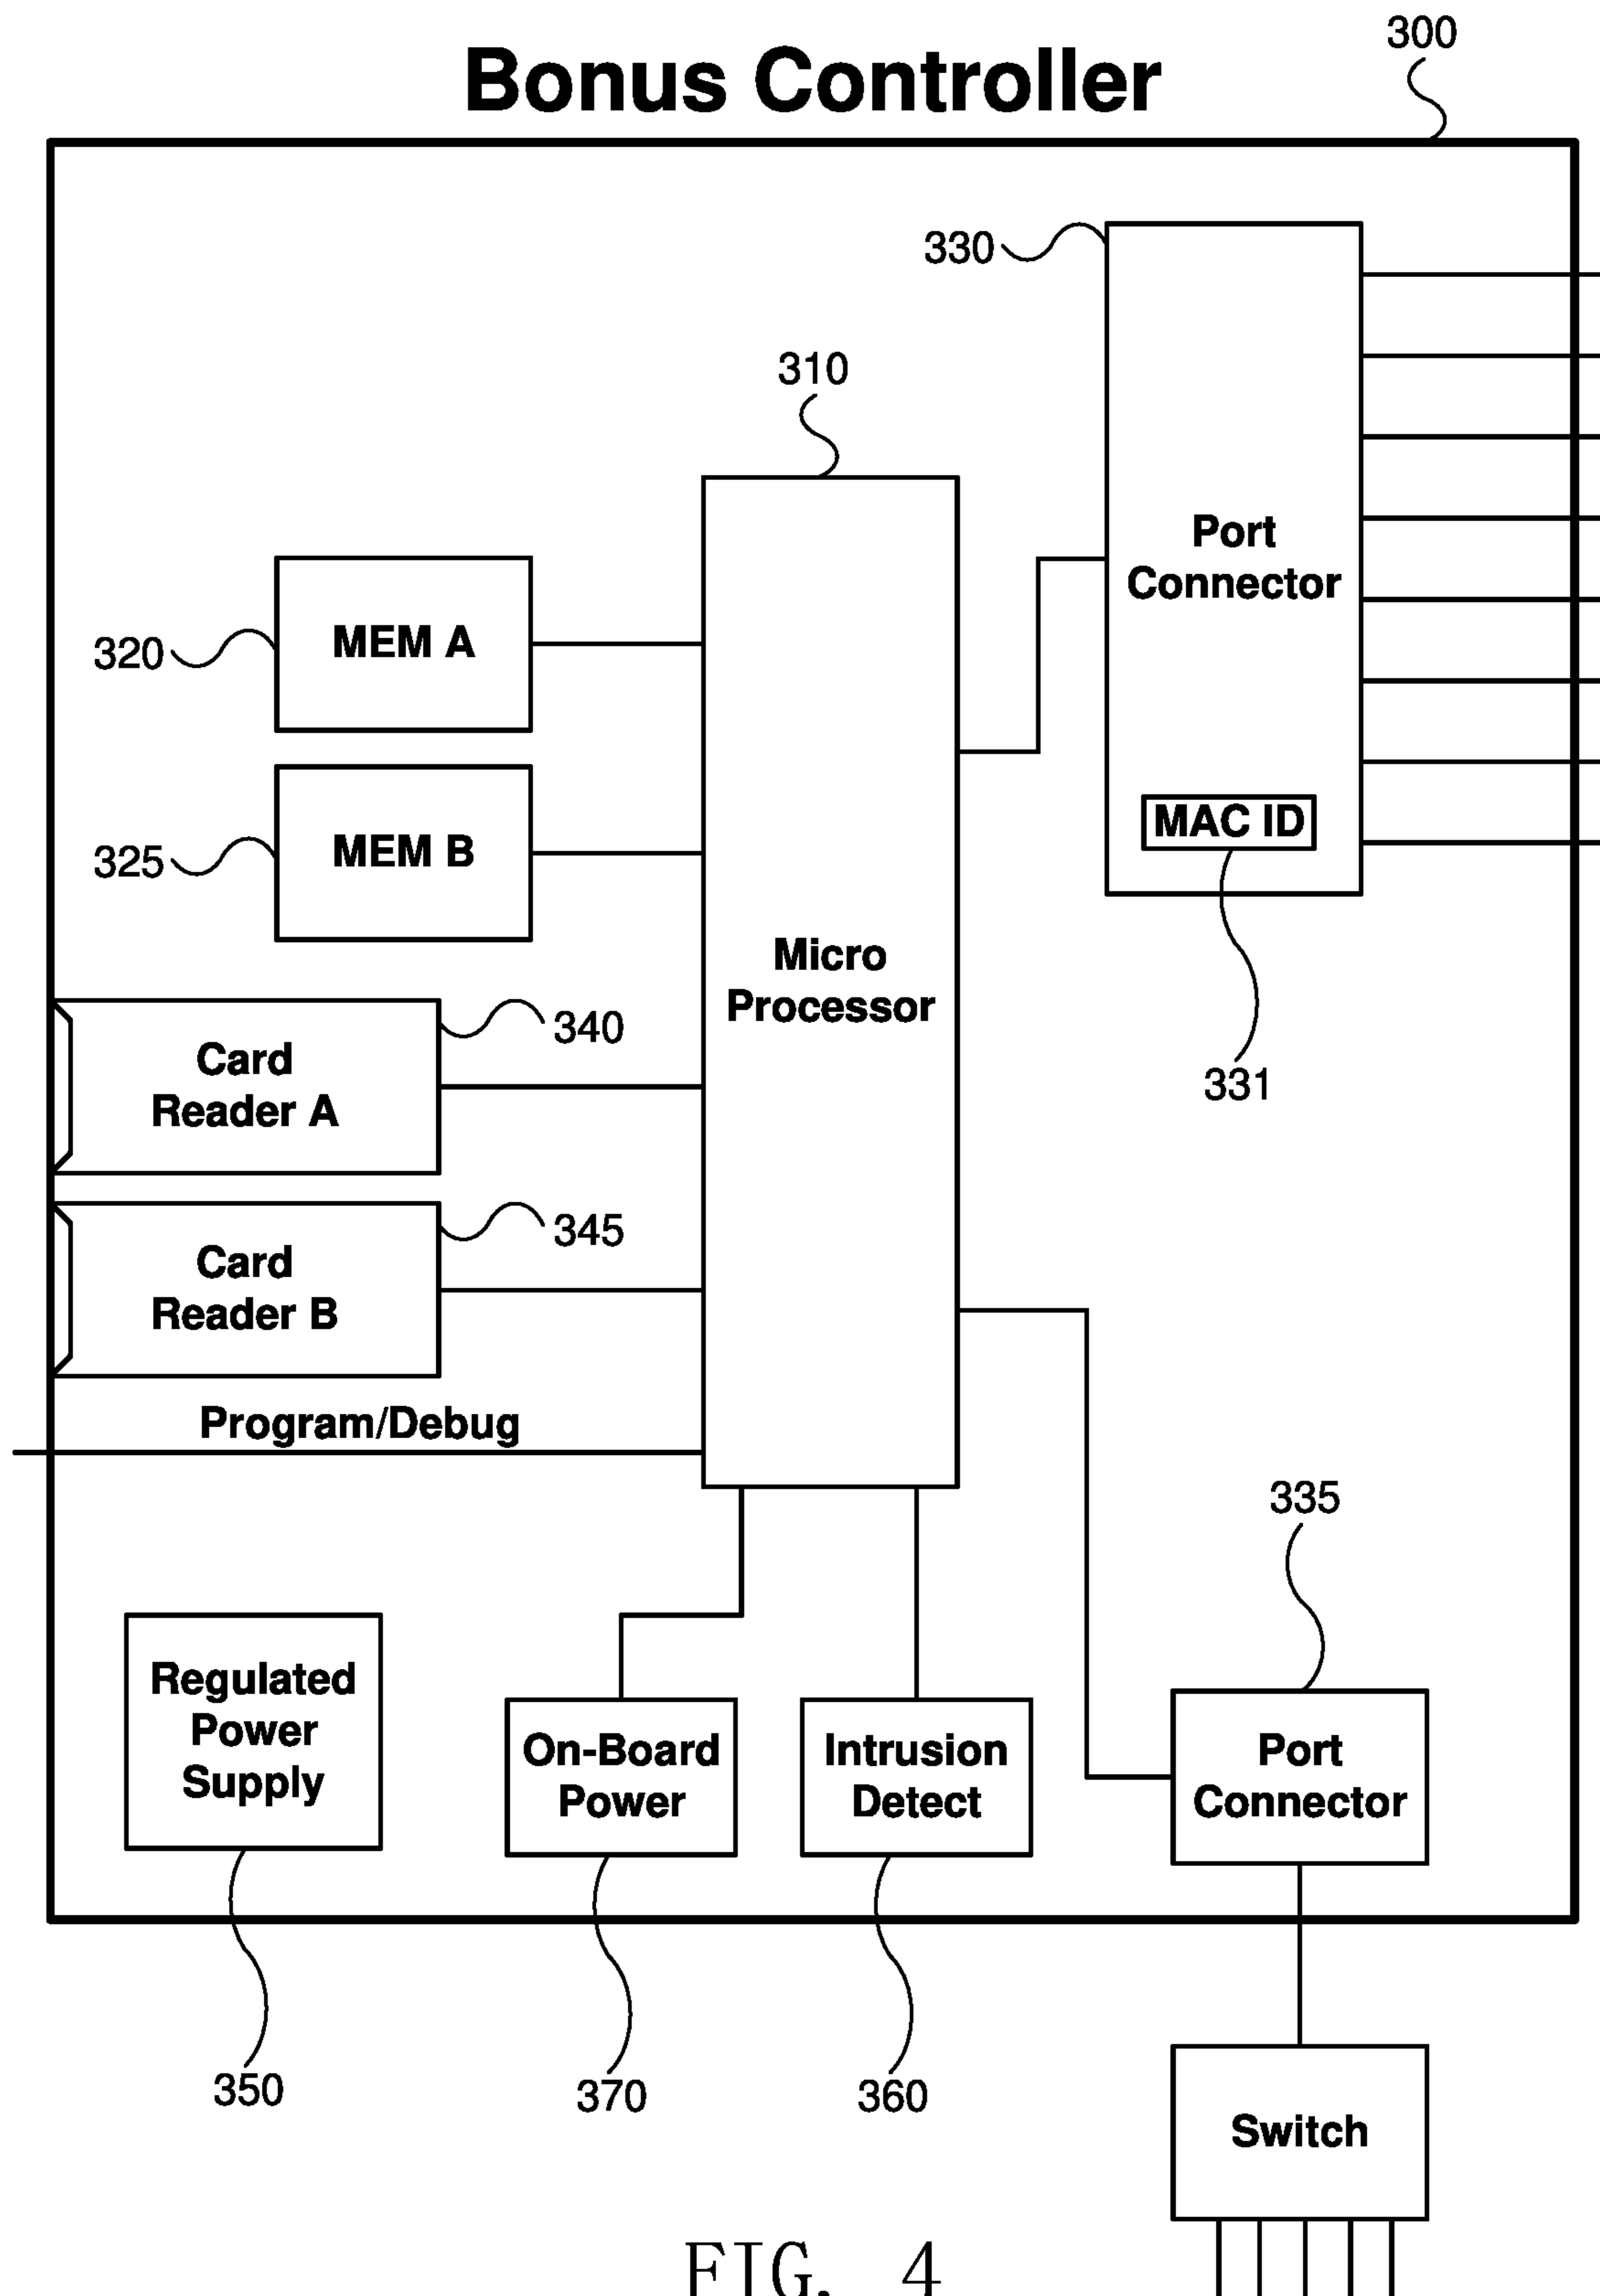 300
Bonus Controller
330
310
Port
Connector
MEM A
320
MAC ID
MEM B
325
Micro
Processor
340
Card
Reader A
331
345
Card
Reader B
Program/Debug
335
Regulated
Power
Supply
On-Board
Power
Intrusion
Detect
Port
Connector
350
370
360
Switch
FIG. 4